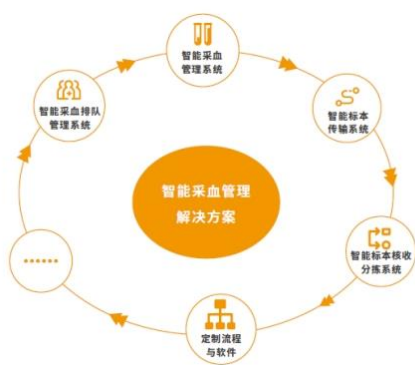 智能采血
管理系统
智能标本
传输系统
智能标本核收
分拣系统
定制流程
与软件
......
智能采血排队
管理系统
智能采血管理
解决方案